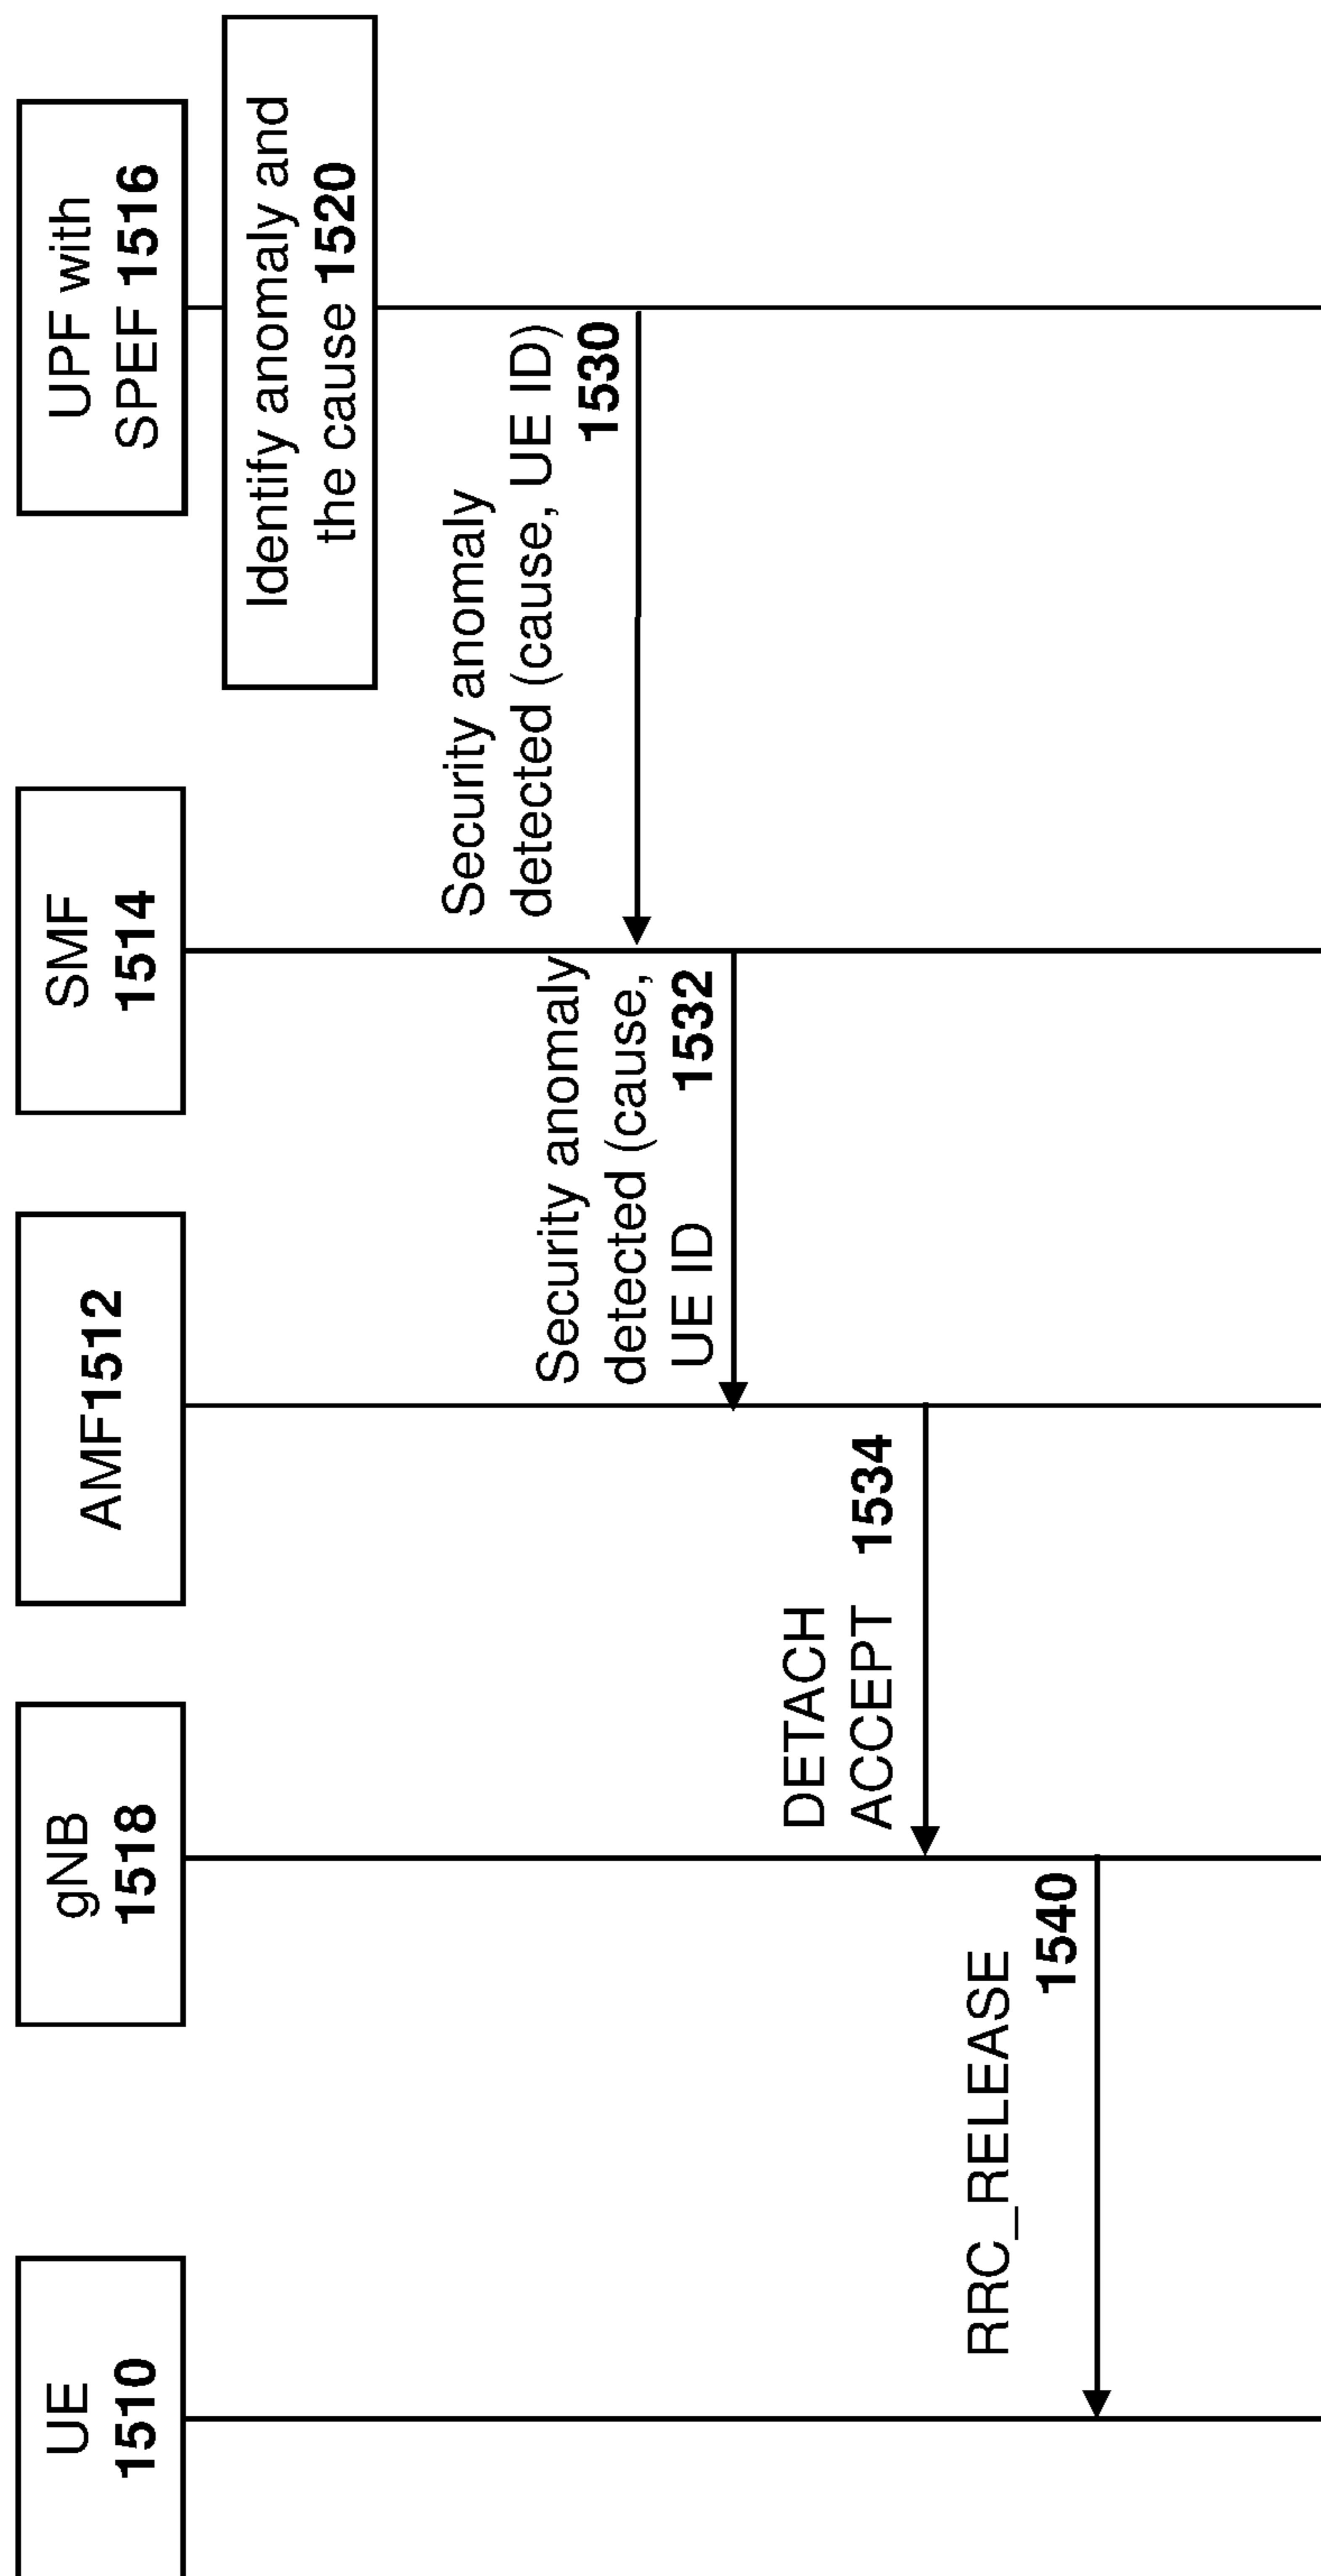 UE
1510
gNB
1518
AMF1512
SMF
1514
UPF with
SPEF 1516
Identify anomaly and
the cause 1520
Security anomaly
detected (cause, UE ID)
1530
Security anomaly
detected (cause,
UE ID 1532
DETACH
ACCEPT 1534
RRC_RELEASE
1540